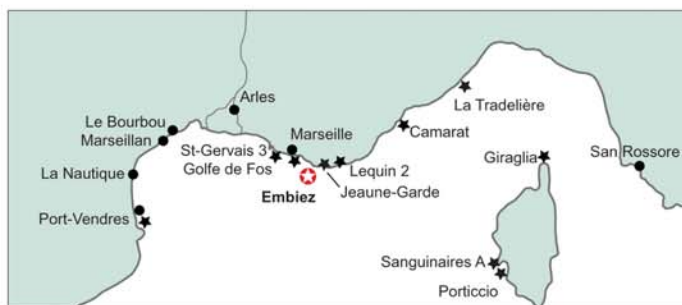 La Tradelière
Arles
Le Bourbou
Camarat
Marseillan
Marseille
St-Gervais 3
Giraglia
San Rossore
Golfe de Fos
Lequin 2
La Nautique
Jeaune-Garde
Embiez
Port-Vendres
Sanguinaires A
Porticcio